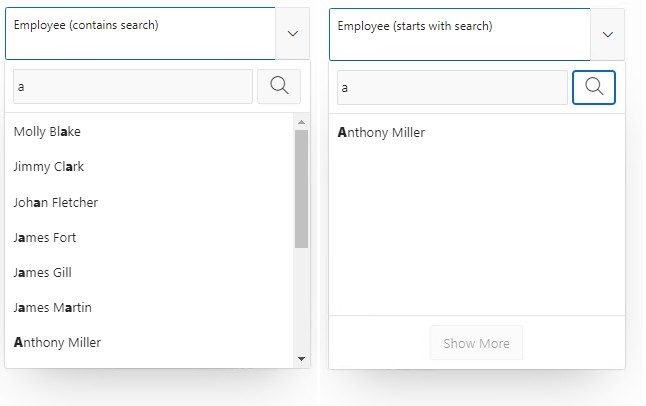 Employee (contains search)
a
Molly Blake
Jimmy Clark
Johan Fletcher
James Fort
James Gill
James Martin
Anthony Miller
Employee (starts with search)
a
Anthony Miller
Show More